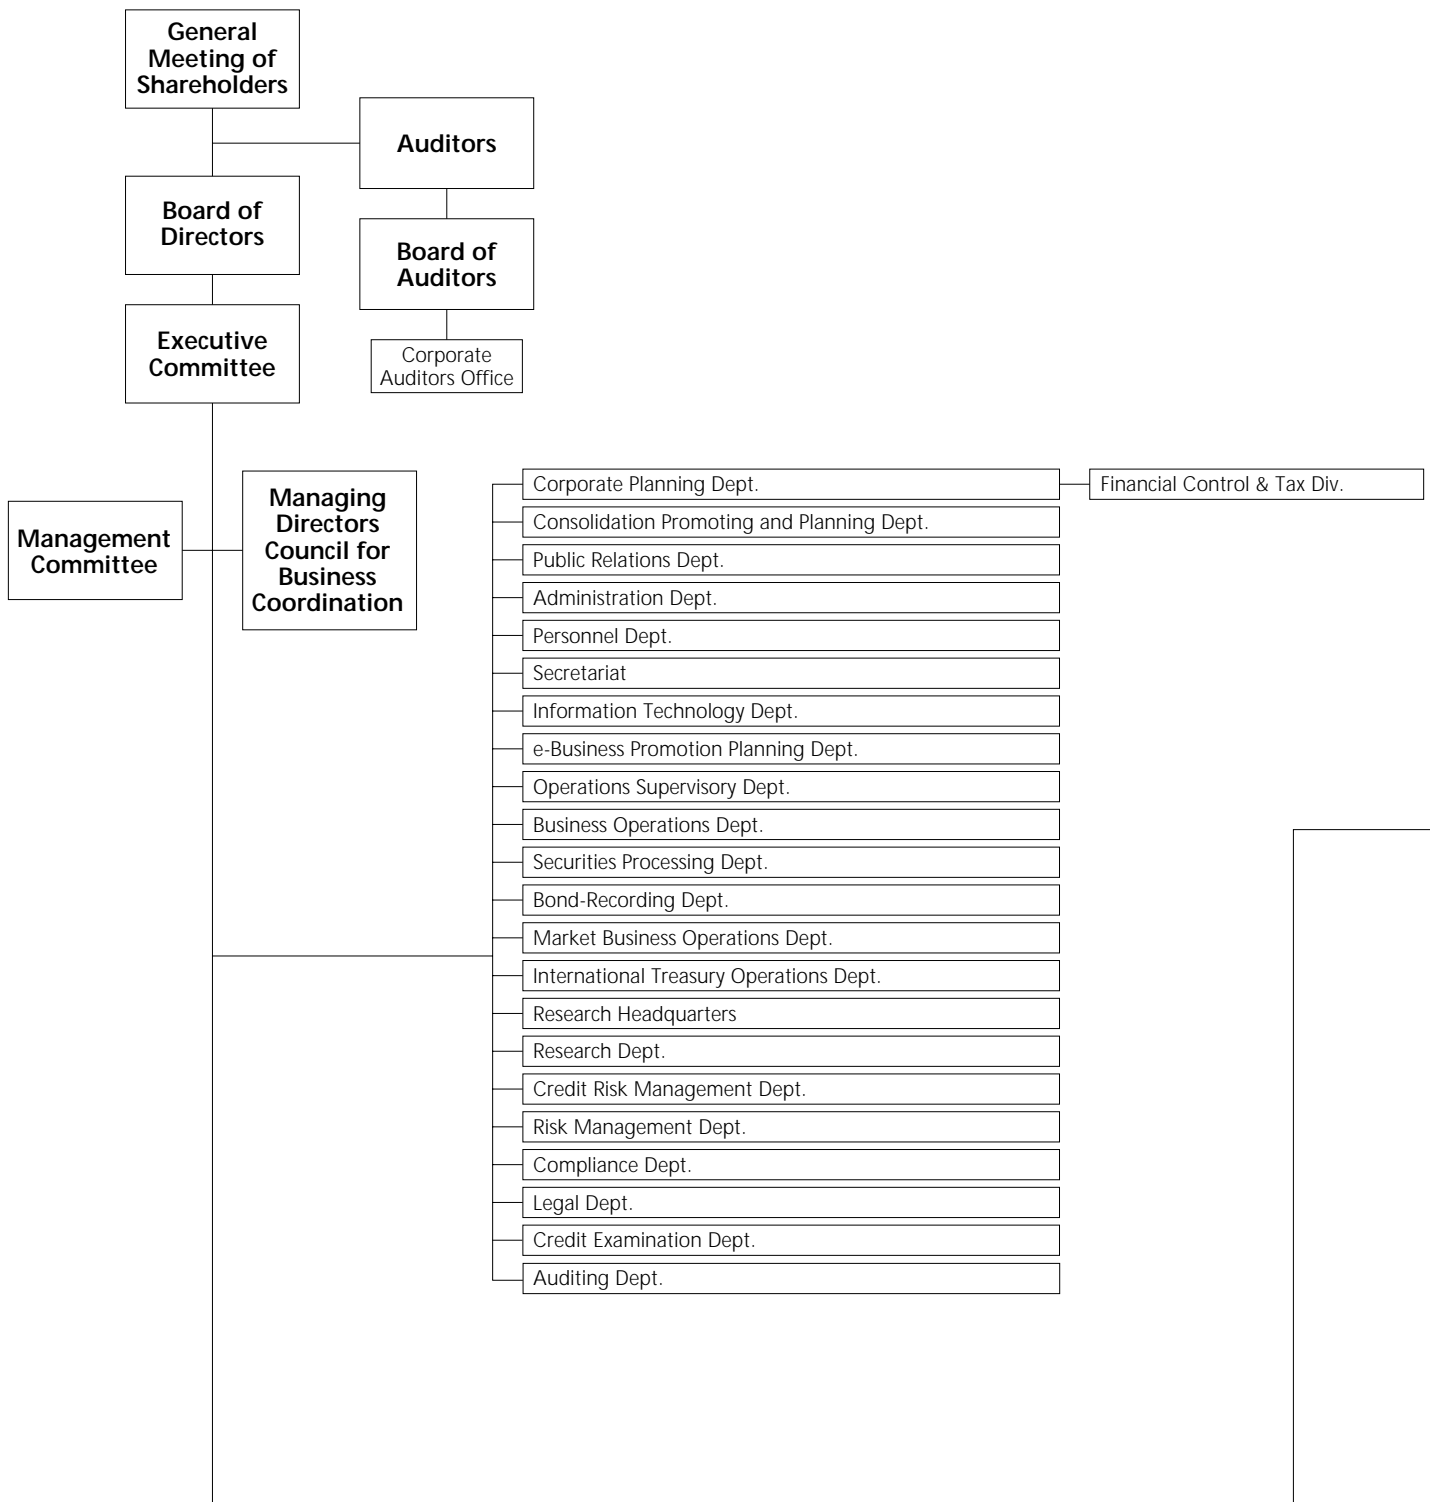 General
Meeting of
Shareholders
Auditors
Board of
Directors
Board of
Auditors
Executive
Committee
Corporate
Auditors Office
Management
Committee
Managing
Directors
Council for
Business
Coordination
Corporate Planning Dept.
Financial Control & Tax Div.
Consolidation Promoting and Planning Dept.
Public Relations Dept.
Administration Dept.
Personnel Dept.
Secretariat
Information Technology Dept.
e-Business Promotion Planning Dept.
Operations Supervisory Dept.
Business Operations Dept.
Securities Processing Dept.
Bond-Recording Dept.
Market Business Operations Dept.
International Treasury Operations Dept.
Research Headquarters
Research Dept.
Credit Risk Management Dept.
Risk Management Dept.
Compliance Dept.
Legal Dept.
Credit Examination Dept.
Auditing Dept.